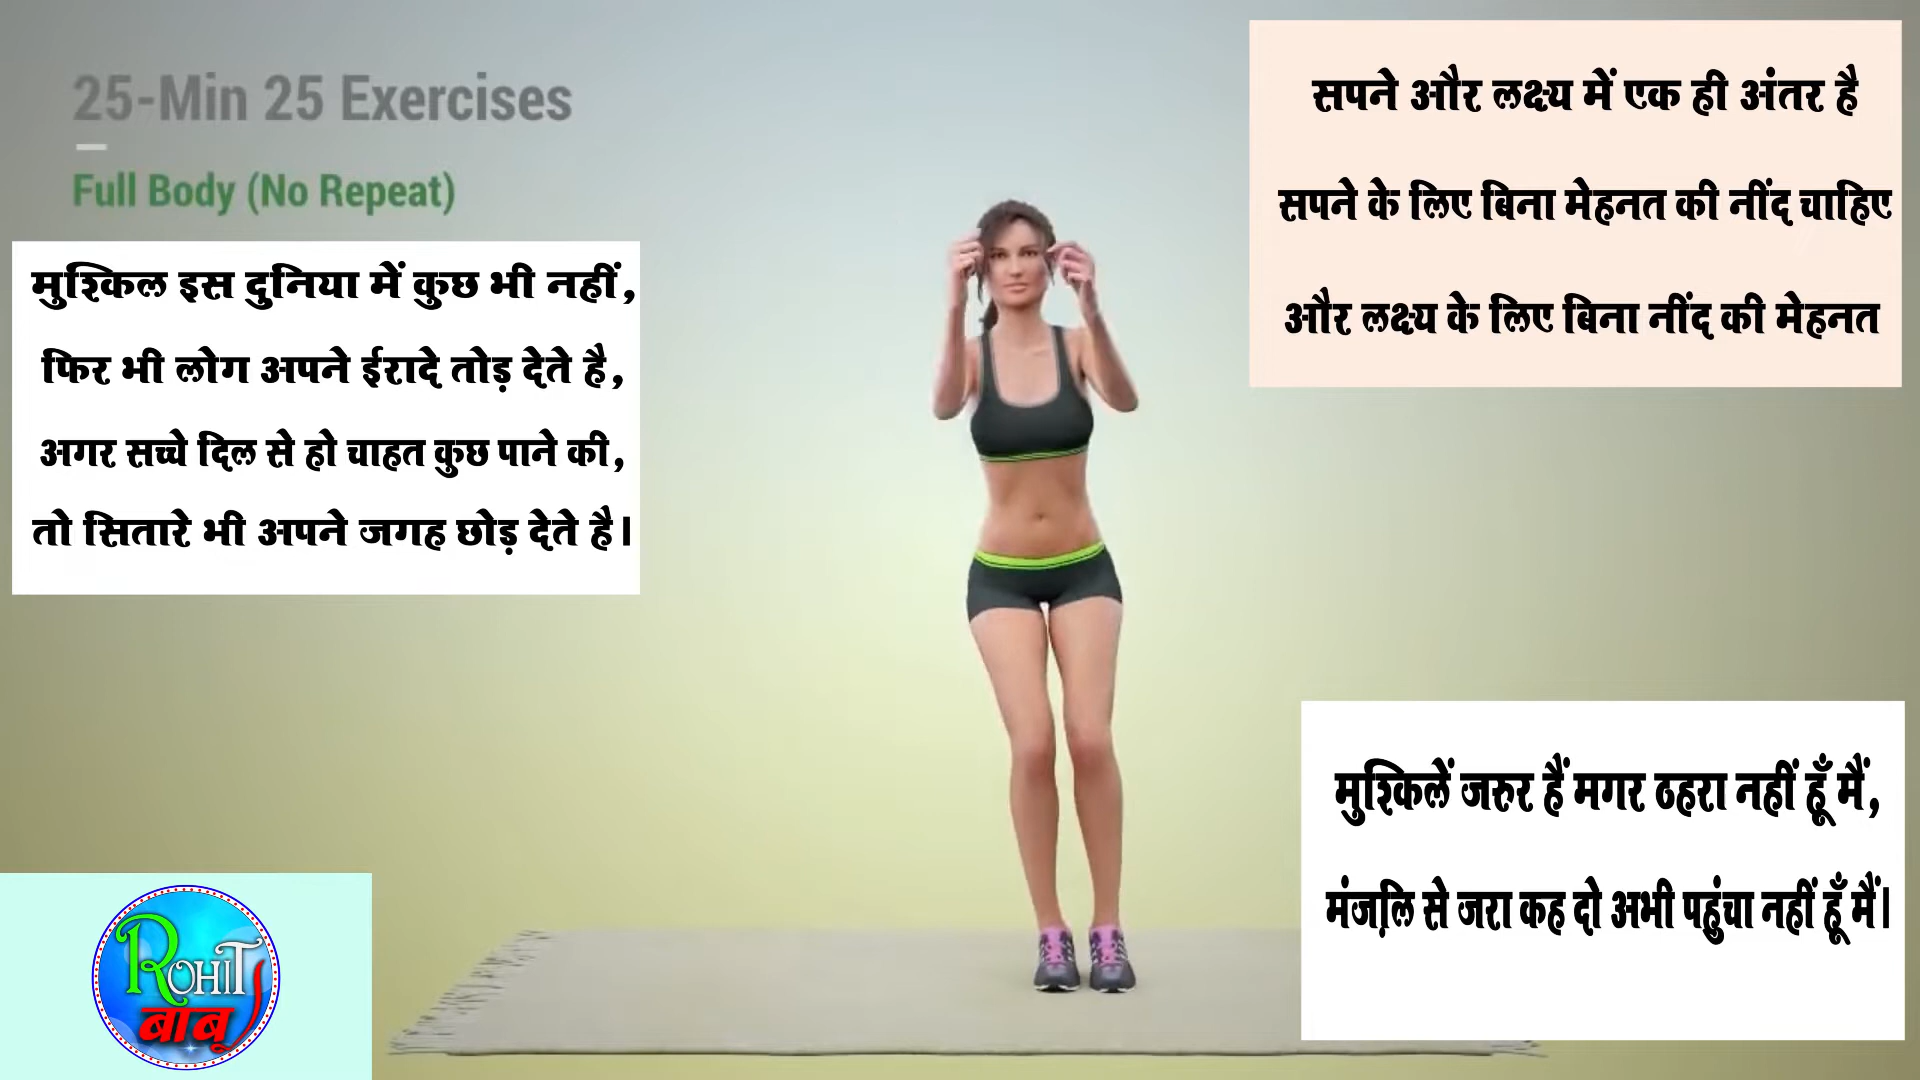 25-Min 25 Exercises
Full Body (No Repeat)
मुश्किल इस दुनिया में कुछ भी नहीं,
फिर भी लोग अपने ईरादे तोड़ देते है,
अगर सच्चे दिल से हो चाहत कुछ पाने की,
तो सितारे भी अपने जगह छोड़ देते है।
सपने और लक्ष्य में एक ही अंतर है
सपने के लिए बिना मेहनत की नींद चाहिए
और लक्ष्य के लिए बिना नींद की मेहनत
मुश्किलें जरुर हैं मगर ठहरा नहीं हूँ मैं,
मंज़िल से जरा कह दो अभी पहुंचा नहीं हूँ मैं।
ROHIT
बाबू